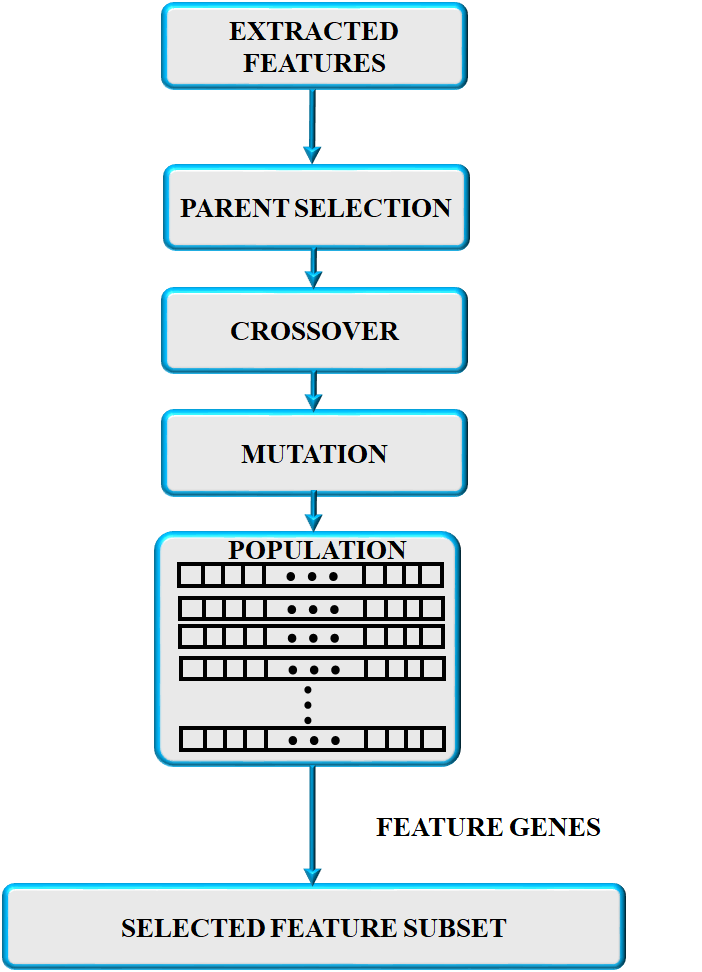 EXTRACTED
FEATURES
PARENT SELECTION
CROSSOVER
MUTATION
POPULATION
FEATURE GENES
SELECTED FEATURE SUBSET